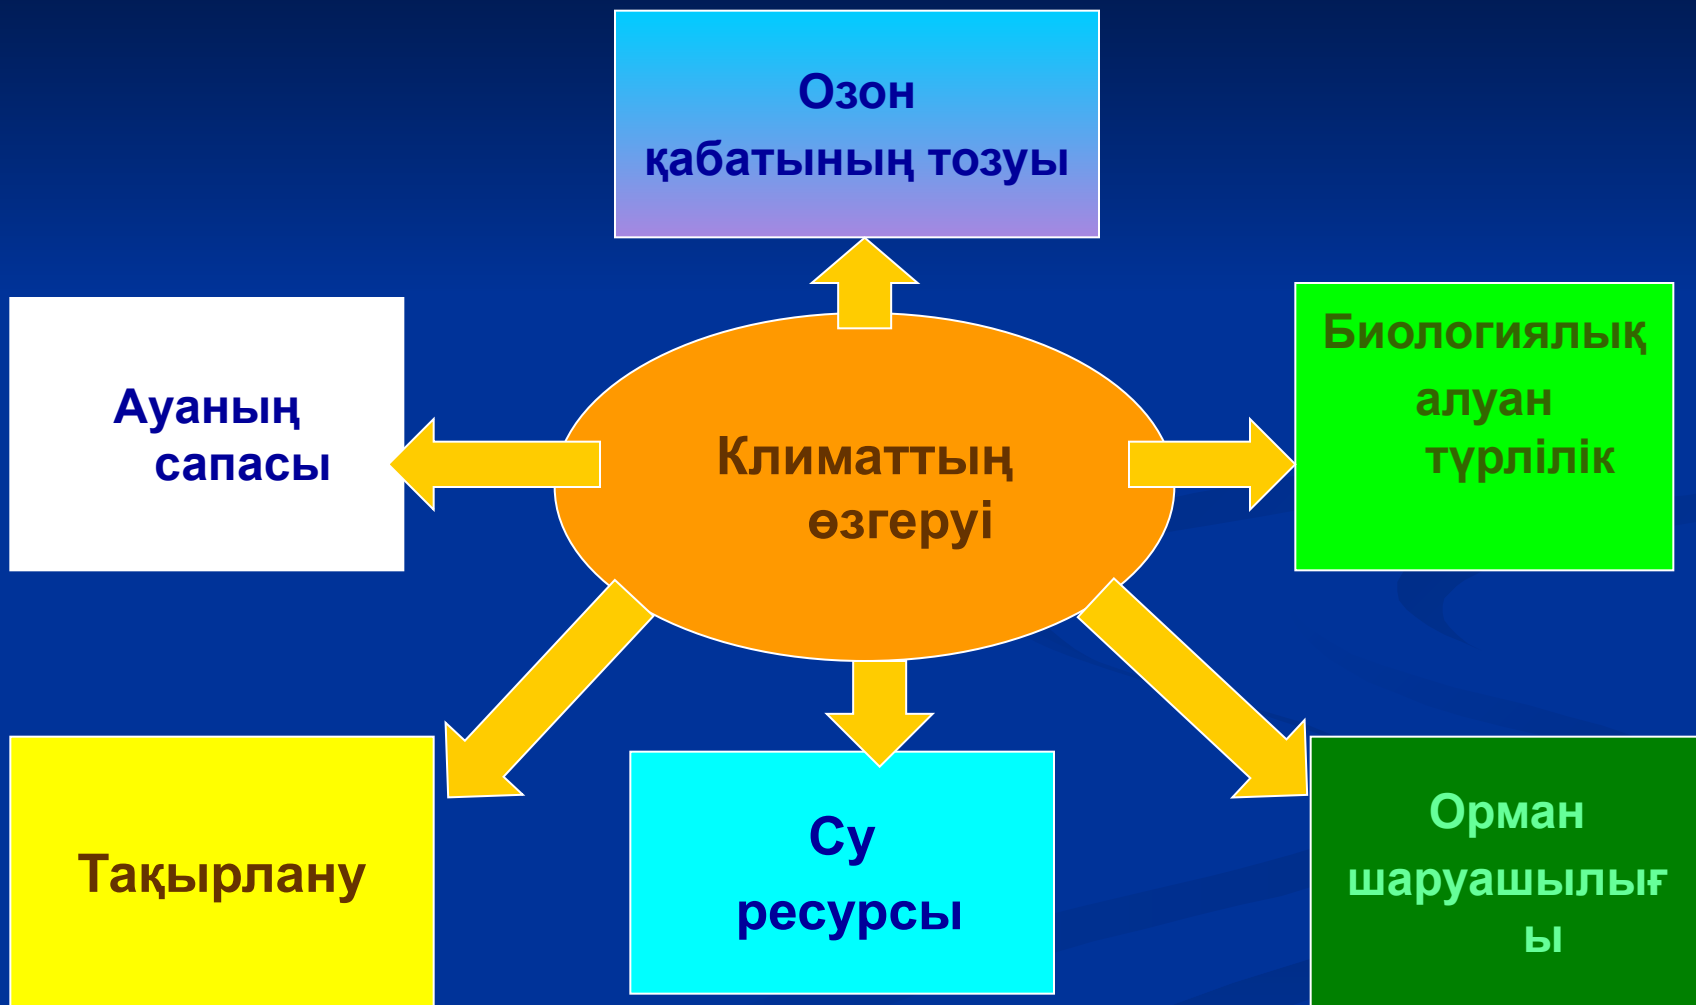 Озон
қабатының тозуы
Ауаның
сапасы
Климаттың
өзгеруі
Биологиялық
алуан
түрлілік
Тақырлану
Су
ресурсы
Орман
шаруашылығ
ы